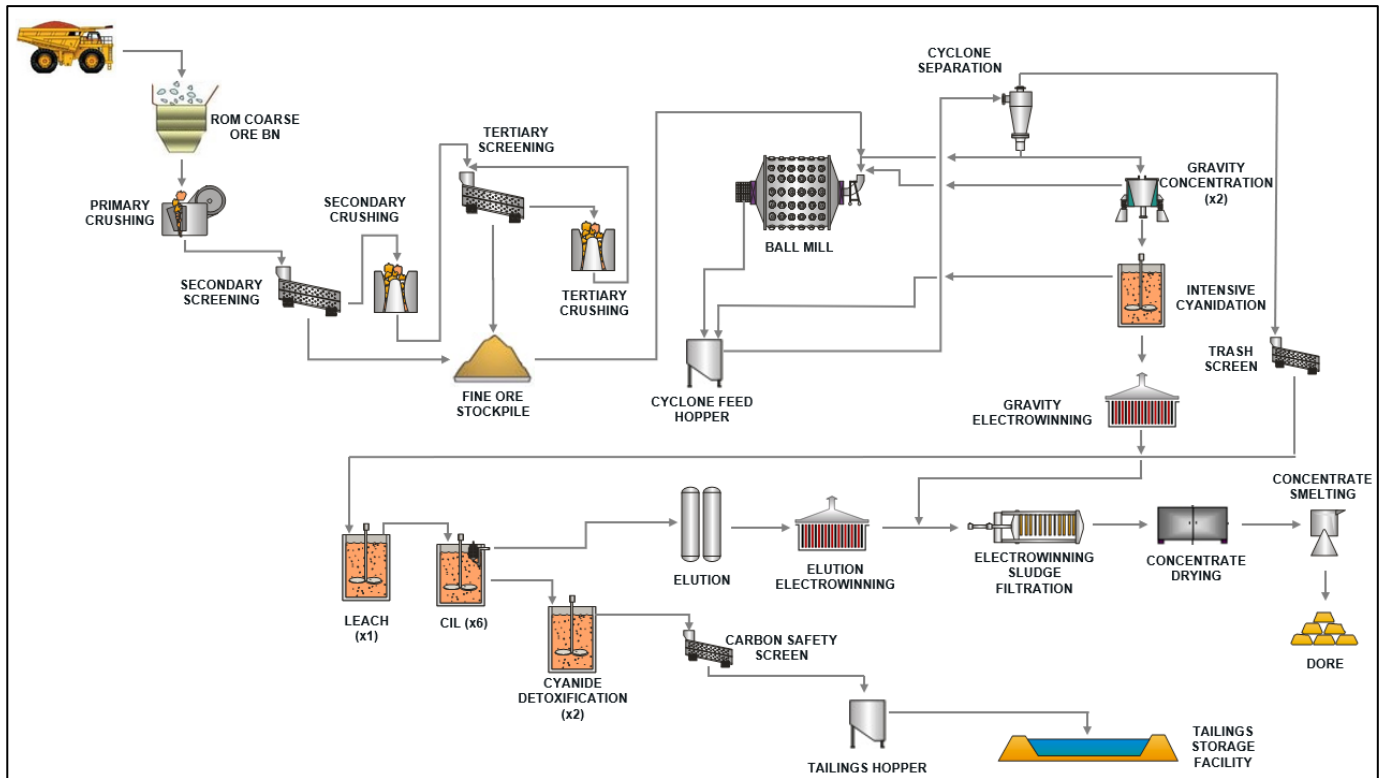 CYCLONE
SEPARATION
ROM COARSE
ORE BN
TERTIARY
SCREENING
GRAVITY
CONCENTRATION
(x2)
PRIMARY
CRUSHING
SECONDARY
CRUSHING
BALL MILL
SECONDARY
SCREENING
TERTIARY
CRUSHING
INTENSIVE
CYANIDATION
TRASH
SCREEN
FINE ORE
STOCKPILE
CYCLONE FEED
HOPPER
GRAVITY
ELECTROWINNING
CONCENTRATE
SMELTING
ELUTION
ELUTION
ELECTROWINNING
ELECTROWINNING
SLUDGE
FILTRATION
CONCENTRATE
DRYING
LEACH
(x1)
CIL (x6)
CARBON SAFETY
SCREEN
DORE
CYANIDE
DETOXIFICATION
(x2)
TAILINGS HOPPER
TAILINGS
STORAGE
FACILITY